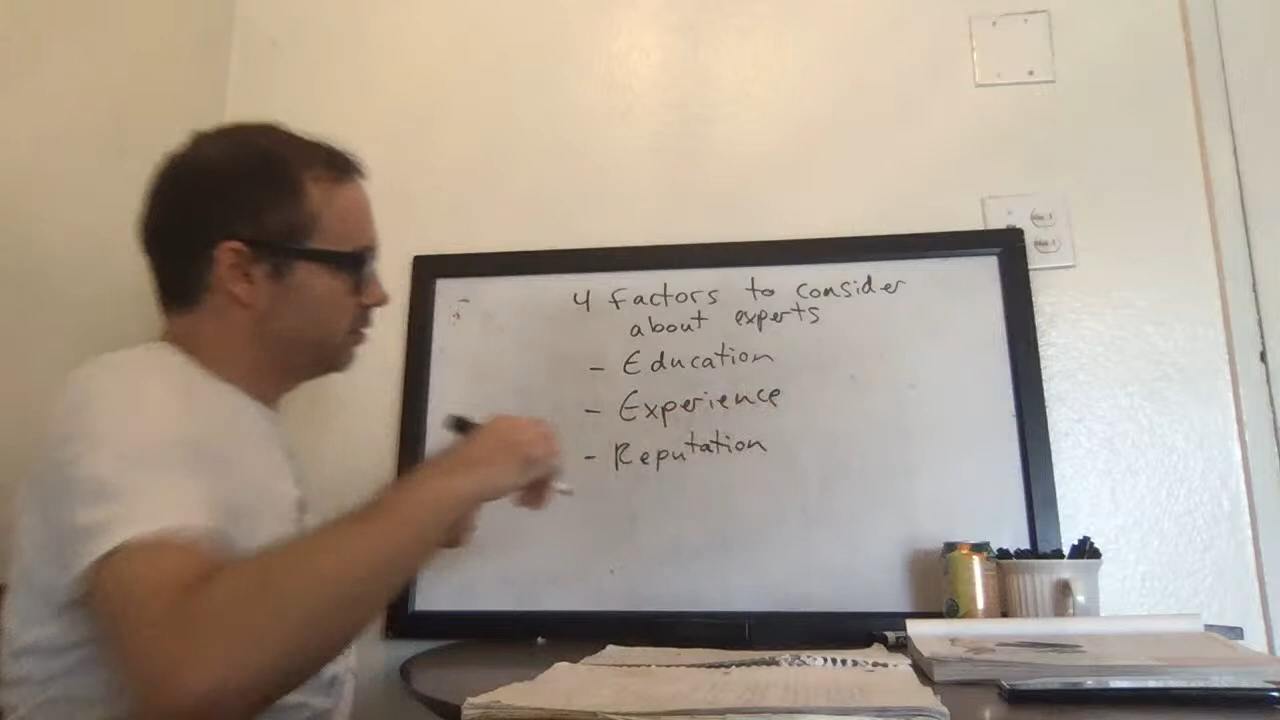 4 factors to consider
about experts
- Education
- Experience
- Reputation